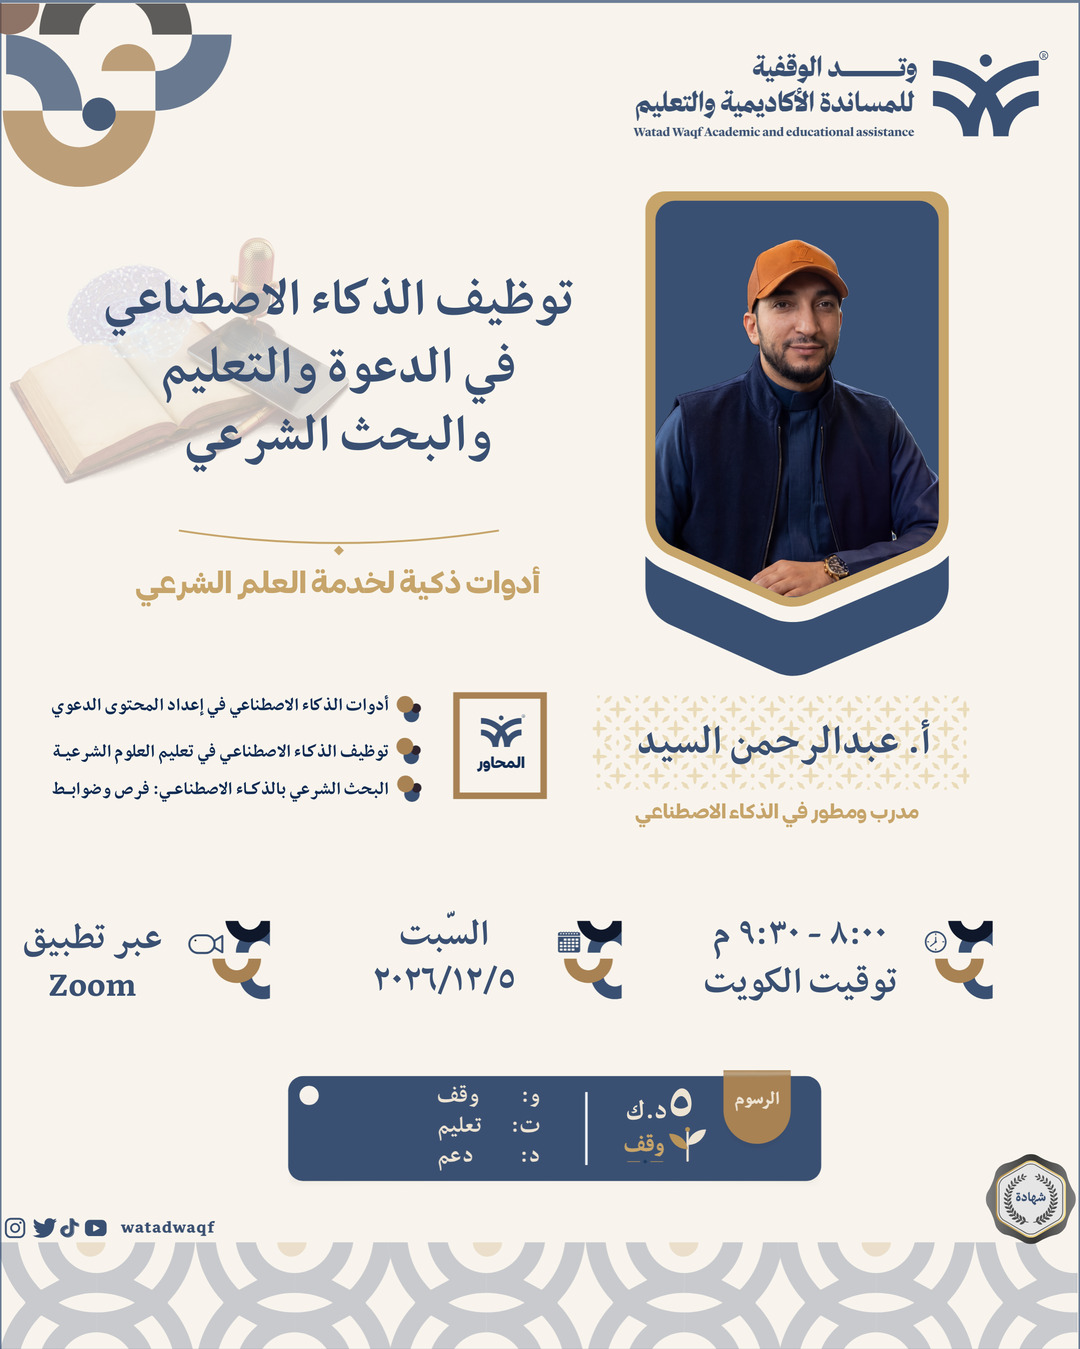 وتـــــــد الوقفية
للمساندة الأكاديمية والتعليم
Watad Waqf Academic and educational assistance
®
توظيف الذكاء الاصطناعي
في الدعوة والتعليم
والبحث الشرعي
أدوات ذكية لخدمة العلم الشرعي
أ. عبدالرحمن السيد
مدرب ومطور في الذكاء الاصطناعي
المحاور
أدوات الذكاء الاصطناعي في إعداد المحتوى الدعوي
توظيف الذكاء الاصطناعي في تعليم العلوم الشرعية
البحث الشرعي بالذكاء الاصطناعي: فرص وضوابط
٨:٠٠ - ٩:٣٠ م
توقيت الكويت
السّبت
٢٠٢٦/١٢/٥
عبر تطبيق
Zoom
الرسوم
٥ د.ك
وقف
و: وقف
ت: تعليم
د: دعم
شهادة
watadwaqf